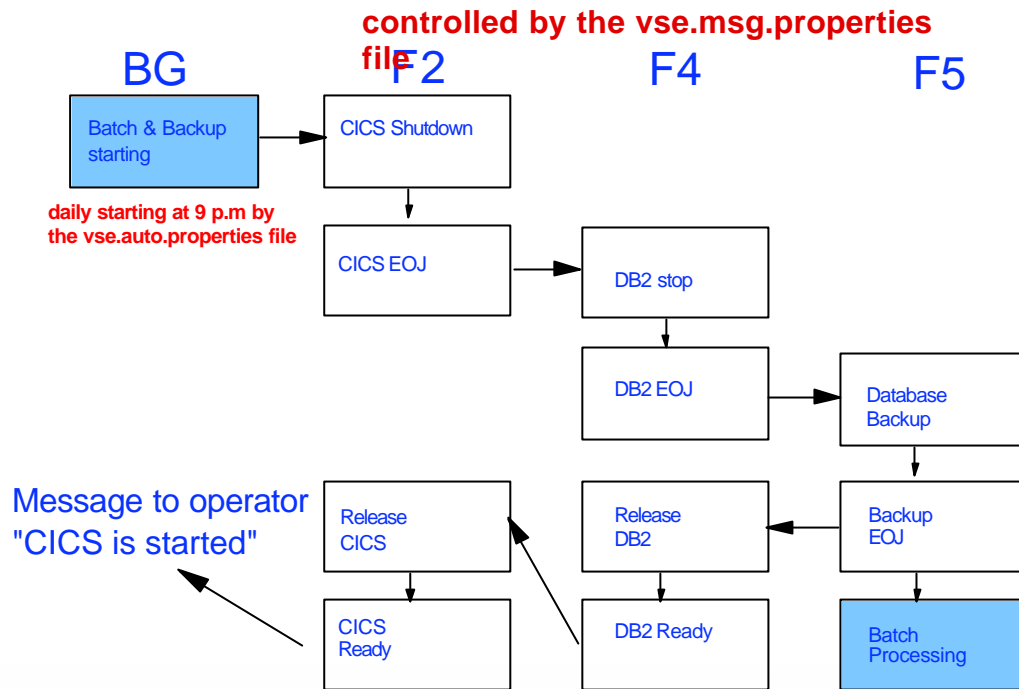 controlled by the vse.msg.properties
file
BG
F2
F4
F5
Batch & Backup
starting
CICS Shutdown
daily starting at 9 p.m by
the vse.auto.properties file
CICS EOJ
DB2 stop
DB2 EOJ
Database
Backup
Message to operator
"CICS is started"
Release
CICS
Release
DB2
Backup
EOJ
CICS
Ready
DB2 Ready
Batch
Processing